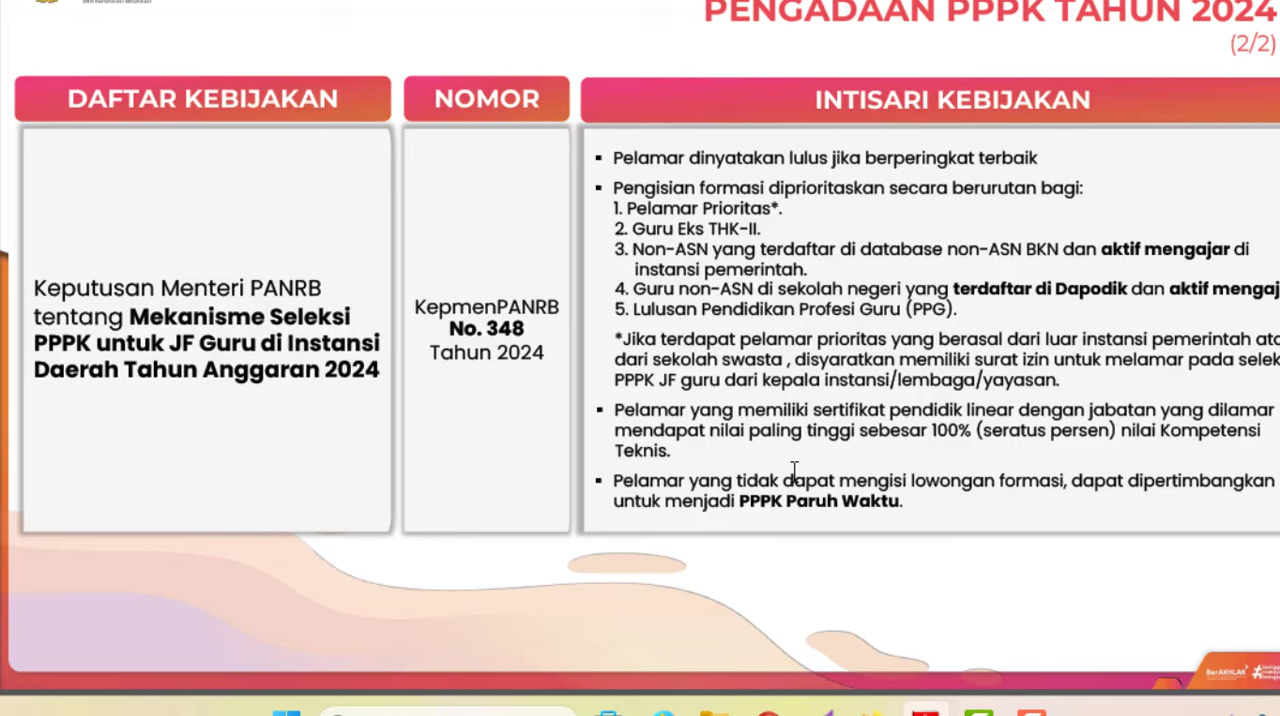 PENGADAAN PPPK TAHUN 2024
(2/2)
DAFTAR KEBIJAKAN
NOMOR
INTISARI KEBIJAKAN
Keputusan Menteri PANRB
tentang Mekanisme Seleksi
PPPK untuk JF Guru di Instansi
Daerah Tahun Anggaran 2024
KepmenPANRB
No. 348
Tahun 2024
▪ Pelamar dinyatakan lulus jika berperingkat terbaik
▪ Pengisian formasi diprioritaskan secara berurutan bagi:
1. Pelamar Prioritas*.
2. Guru Eks THK-II.
3. Non-ASN yang terdaftar di database non-ASN BKN dan aktif mengajar di
instansi pemerintah.
4. Guru non-ASN di sekolah negeri yang terdaftar di Dapodik dan aktif mengaj
5. Lulusan Pendidikan Profesi Guru (PPG).
*Jika terdapat pelamar prioritas yang berasal dari luar instansi pemerintah ata
dari sekolah swasta , disyaratkan memiliki surat izin untuk melamar pada selek
PPPK JF guru dari kepala instansi/lembaga/yayasan.
▪ Pelamar yang memiliki sertifikat pendidik linear dengan jabatan yang dilamar
mendapat nilai paling tinggi sebesar 100% (seratus persen) nilai Kompetensi
Teknis.
▪ Pelamar yang tidak dapat mengisi lowongan formasi, dapat dipertimbangkan
untuk menjadi PPPK Paruh Waktu.
BerAKHLAK